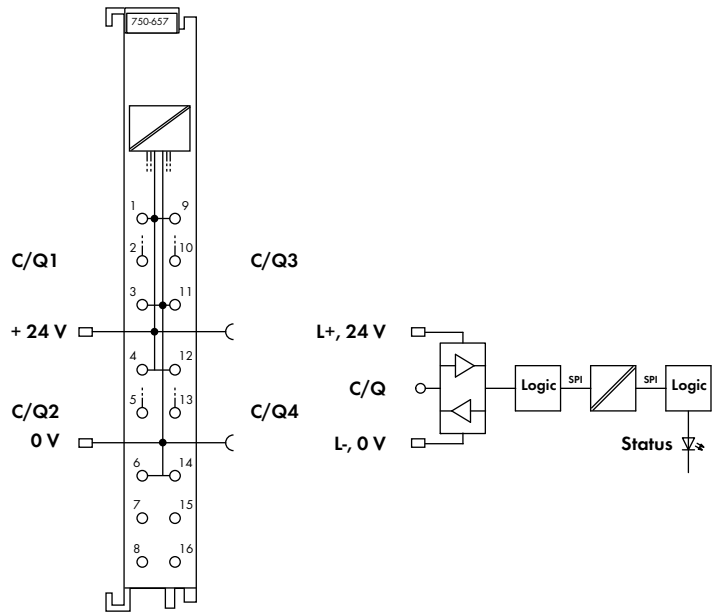 750-657
1 9
2 10
C/Q1 C/Q3
3 11
+ 24 V
4 12
5 13
C/Q2 C/Q4
0 V
6 14
7 15
8 16
L+, 24 V
C/Q
Logic SPI SPI Logic
L-, 0 V
Status